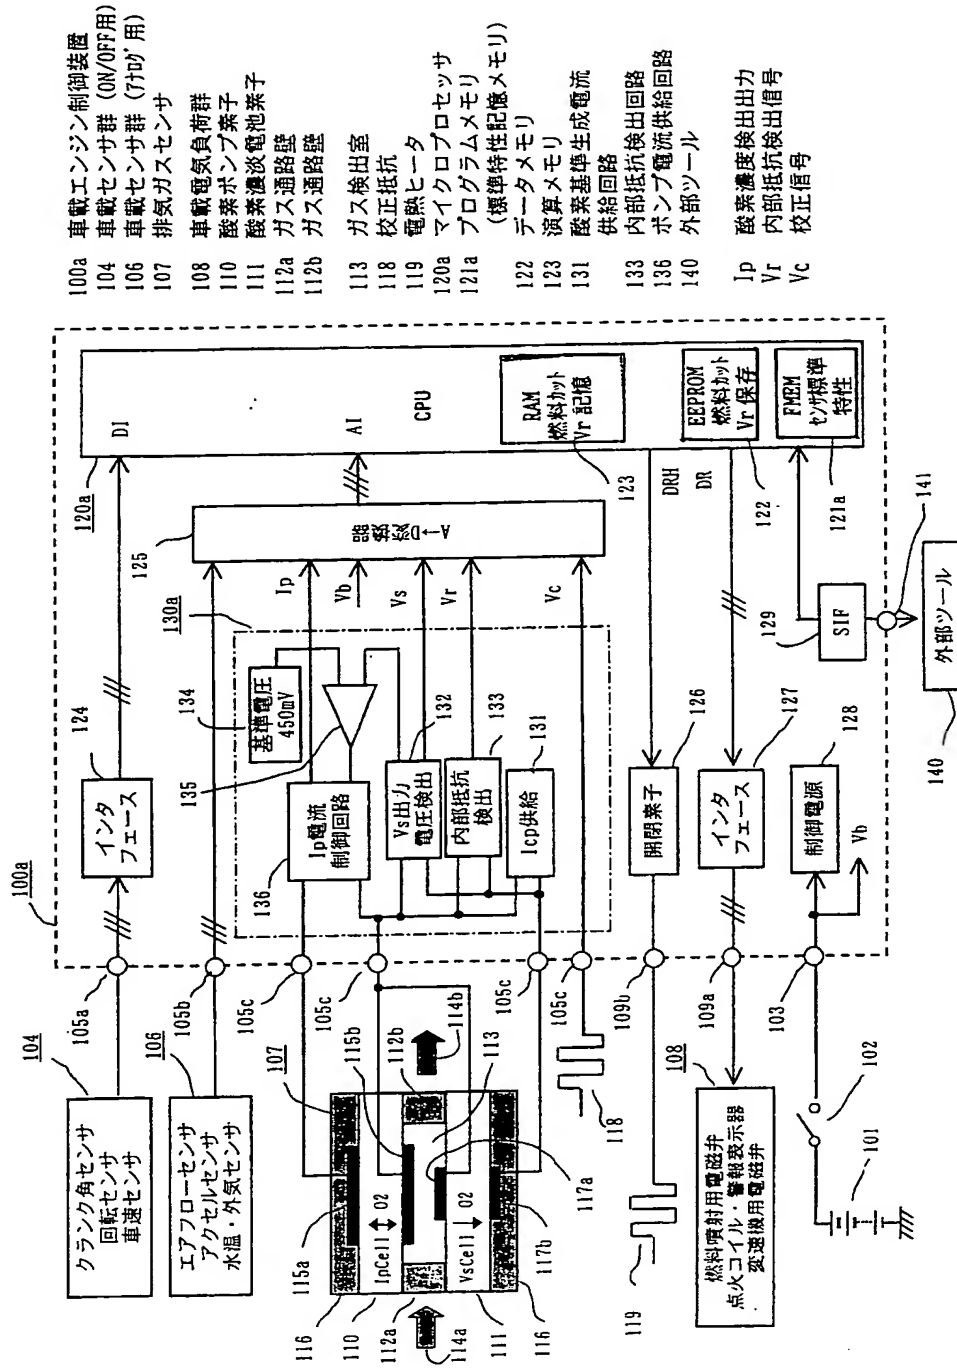 100a 車載エンジン制御装置
104 車載センサ群 (ON/OFF用)
106 車載センサ群 (アナログ用)
107 排気ガスセンサ
108 車載電気負荷群
110 酸素ポンプ素子
111 酸素濃淡電池素子
112a ガス通路壁
112b ガス通路壁
113 ガス検出室
118 校正抵抗
119 電熱ヒータ
120a マイクロプロセッサ
121a プログラムメモリ
(標準特性記憶メモリ)
122 データメモリ
123 演算メモリ
131 酸素基準生成電流
供給回路
133 内部抵抗検出回路
136 ポンプ電流供給回路
140 外部ツール
Ip 酸素濃度検出出力
Vr 内部抵抗検出信号
Vc 校正信号
100a
104
クランク角センサ
回転センサ
車速センサ
105a
124
インタ
フェース
120a
DI
106
エアフローセンサ
アクセルセンサ
水温・外気センサ
105b
125
A→D変換器
AI
CPU
130a
134
基準電圧
450mV
135
136
Ip電流
制御回路
132
Vs出力
電圧検出
133
内部抵抗
検出
131
Icp供給
Ip
Vb
Vs
Vr
Vc
RAM
燃料カット
Vr 記憶
123
EEPROM
燃料カット
Vr 保存
122
FMEM
センサ標準
特性
121a
DRH
DR
107
105c
105c
105c
105c
115a
115b
116
110
IpCell
O2
112a
112b
113
114a
114b
111
VsCell
O2
116
117a
117b
118
119
109b
126
開閉素子
108
燃料噴射用電磁弁
点火コイル・警報表示器
変速機用電磁弁
109a
127
インタ
フェース
101
102
103
128
制御電源
Vb
129
SIF
141
140
外部ツール